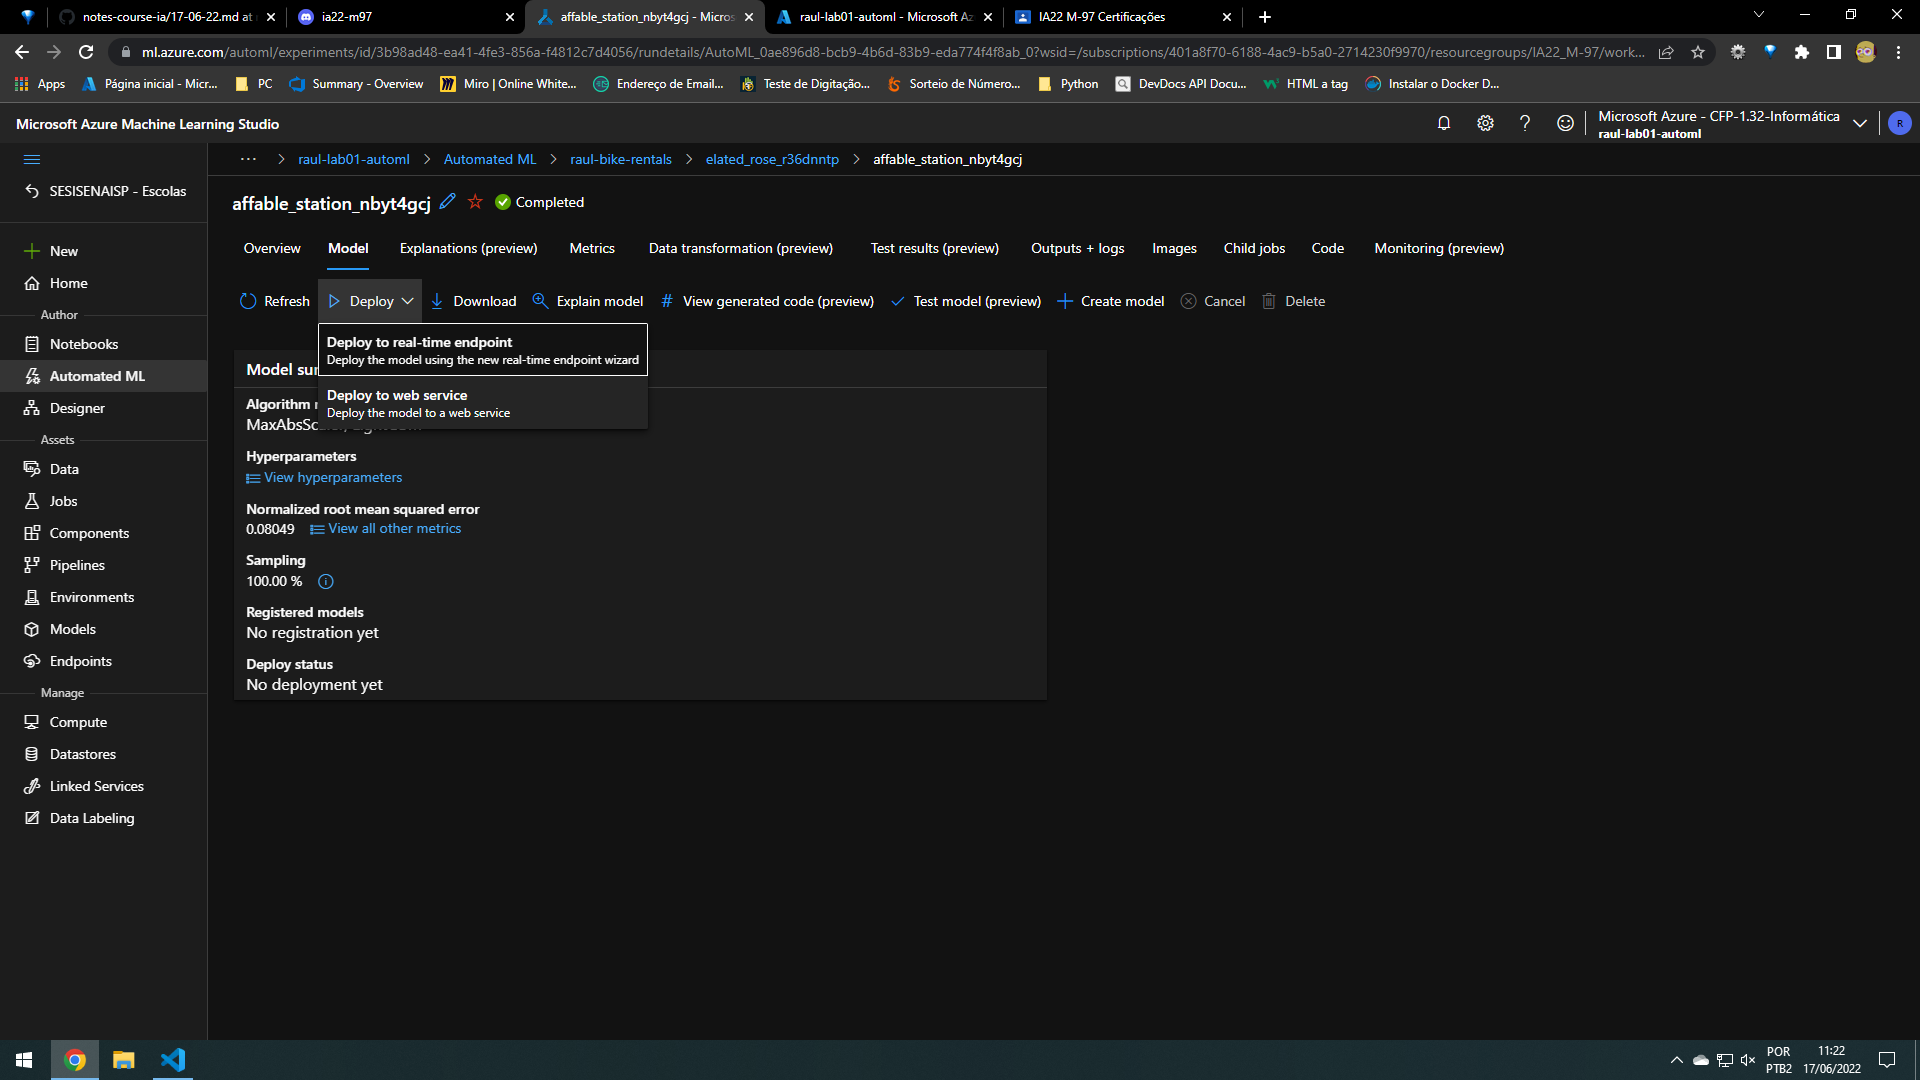 notes-course-ia/17-06-22.md at
ia22-m97
affable_station_nbyt4gcj - Micros
raul-lab01-automl - Microsoft Az
IA22 M-97 Certificações
ml.azure.com/automl/experiments/id/3b98ad48-ea41-4fe3-856a-f4812c7d4056/rundetails/AutoML_0ae896d8-bcb9-4b6d-83b9-eda774f4f8ab_0?wsid=/subscriptions/401a8f70-6188-4ac9-b5a0-2714230f9970/resourcegroups/IA22_M-97/work...
Apps
Página inicial - Micr...
PC
Summary - Overview
Miro | Online White...
Endereço de Email...
Teste de Digitação...
Sorteio de Número...
Python
DevDocs API Docu...
HTML a tag
Instalar o Docker D...
Microsoft Azure Machine Learning Studio
Microsoft Azure - CFP-1.32-Informática
raul-lab01-automl
R
SESISENAISP - Escolas
New
Home
Author
Notebooks
Automated ML
Designer
Assets
Data
Jobs
Components
Pipelines
Environments
Models
Endpoints
Manage
Compute
Datastores
Linked Services
Data Labeling
... > raul-lab01-automl > Automated ML > raul-bike-rentals > elated_rose_r36dnntp > affable_station_nbyt4gcj
affable_station_nbyt4gcj
Completed
Overview
Model
Explanations (preview)
Metrics
Data transformation (preview)
Test results (preview)
Outputs + logs
Images
Child jobs
Code
Monitoring (preview)
Refresh
Deploy
Download
Explain model
View generated code (preview)
Test model (preview)
Create model
Cancel
Delete
Deploy to real-time endpoint
Deploy the model using the new real-time endpoint wizard
Deploy to web service
Deploy the model to a web service
Model sum
Algorithm
Hyperparameters
View hyperparameters
Normalized root mean squared error
0.08049
View all other metrics
Sampling
100.00 %
Registered models
No registration yet
Deploy status
No deployment yet
POR
PTB2
11:22
17/06/2022